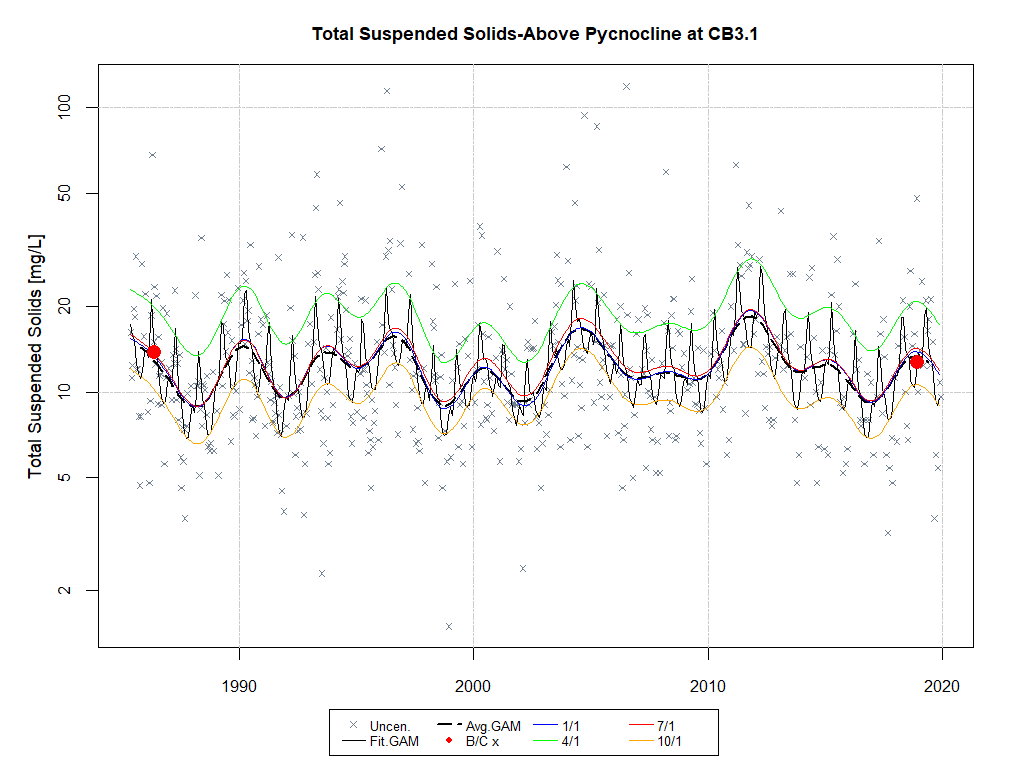 Total Suspended Solids-Above Pycnocline at CB3.1
Total Suspended Solids [mg/L]
100
50
20
10
5
2
1990 2000 2010 2020
Uncen. Avg.GAM 1/1 7/1
Fit.GAM B/C x 4/1 10/1